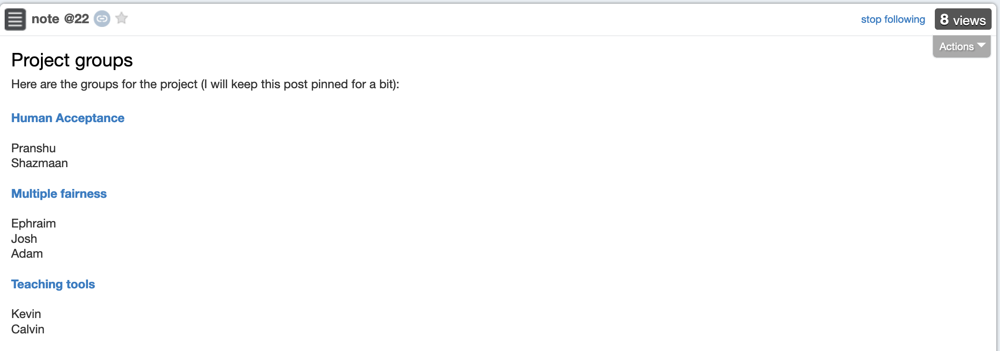 note @22
stop following
8 views
Actions
Project groups
Here are the groups for the project (I will keep this post pinned for a bit):
Human Acceptance
Pranshu
Shazmaan
Multiple fairness
Ephraim
Josh
Adam
Teaching tools
Kevin
Calvin